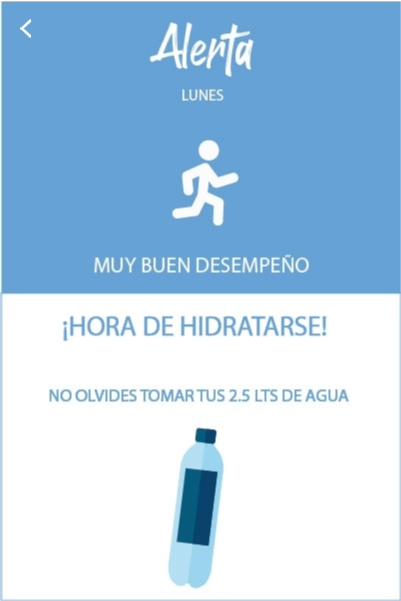 Alerta
LUNES
MUY BUEN DESEMPEÑO
¡HORA DE HIDRATARSE!
NO OLVIDES TOMAR TUS 2.5 LTS DE AGUA